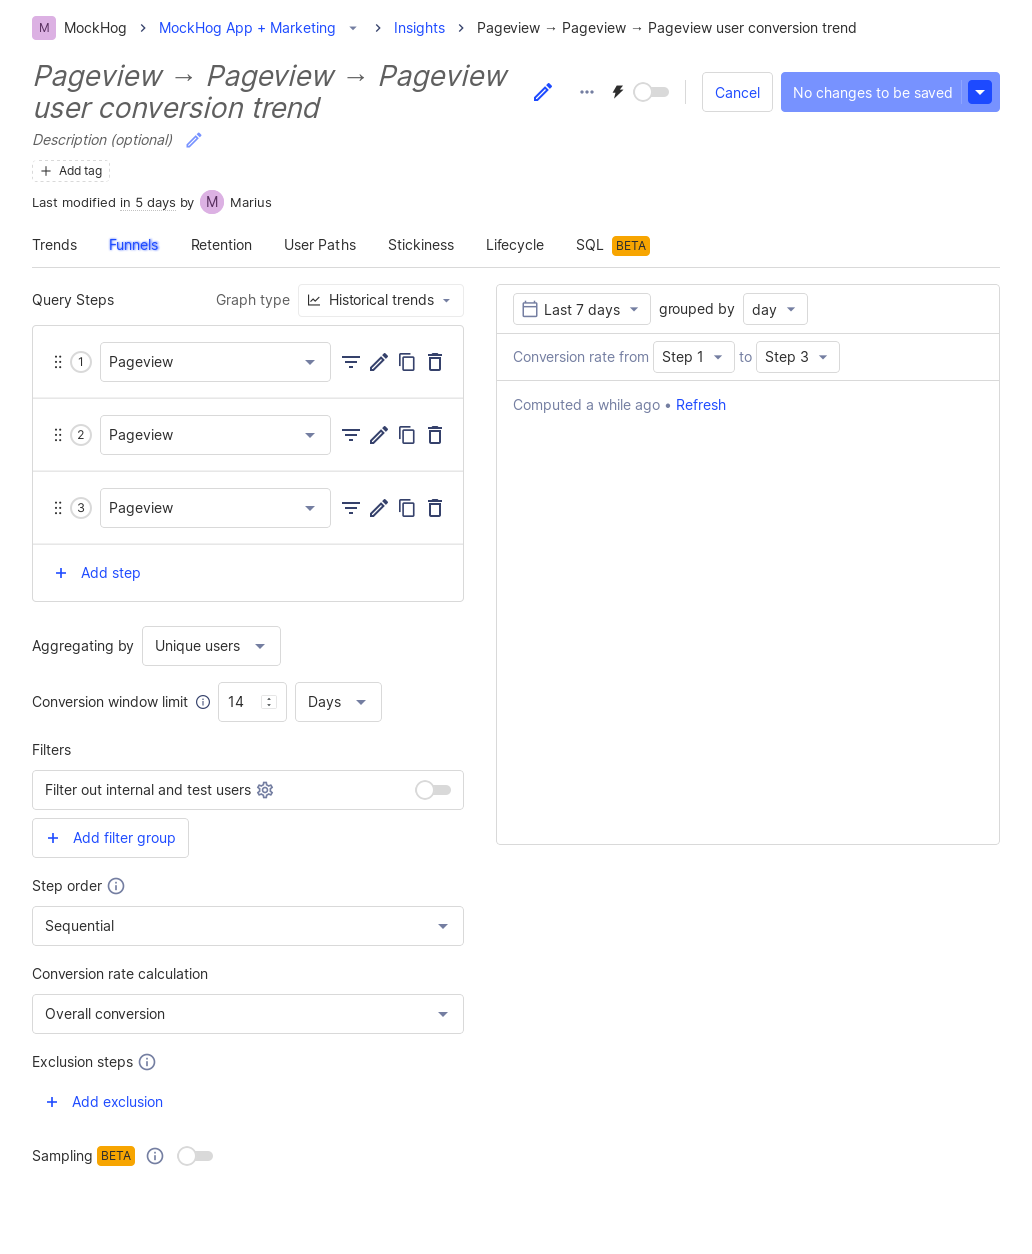 M MockHog MockHog App + Marketing Insights Pageview → Pageview → Pageview user conversion trend
Pageview → Pageview → Pageview
user conversion trend
Cancel No changes to be saved
Description (optional)
Add tag
Last modified in 5 days by M Marius
Trends Funnels Retention User Paths Stickiness Lifecycle SQL BETA
Query Steps Graph type Historical trends
1 Pageview
2 Pageview
3 Pageview
Add step
Aggregating by Unique users
Conversion window limit 14 Days
Filters
Filter out internal and test users
Add filter group
Step order
Sequential
Conversion rate calculation
Overall conversion
Exclusion steps
Add exclusion
Sampling BETA
Last 7 days grouped by day
Conversion rate from Step 1 to Step 3
Computed a while ago • Refresh